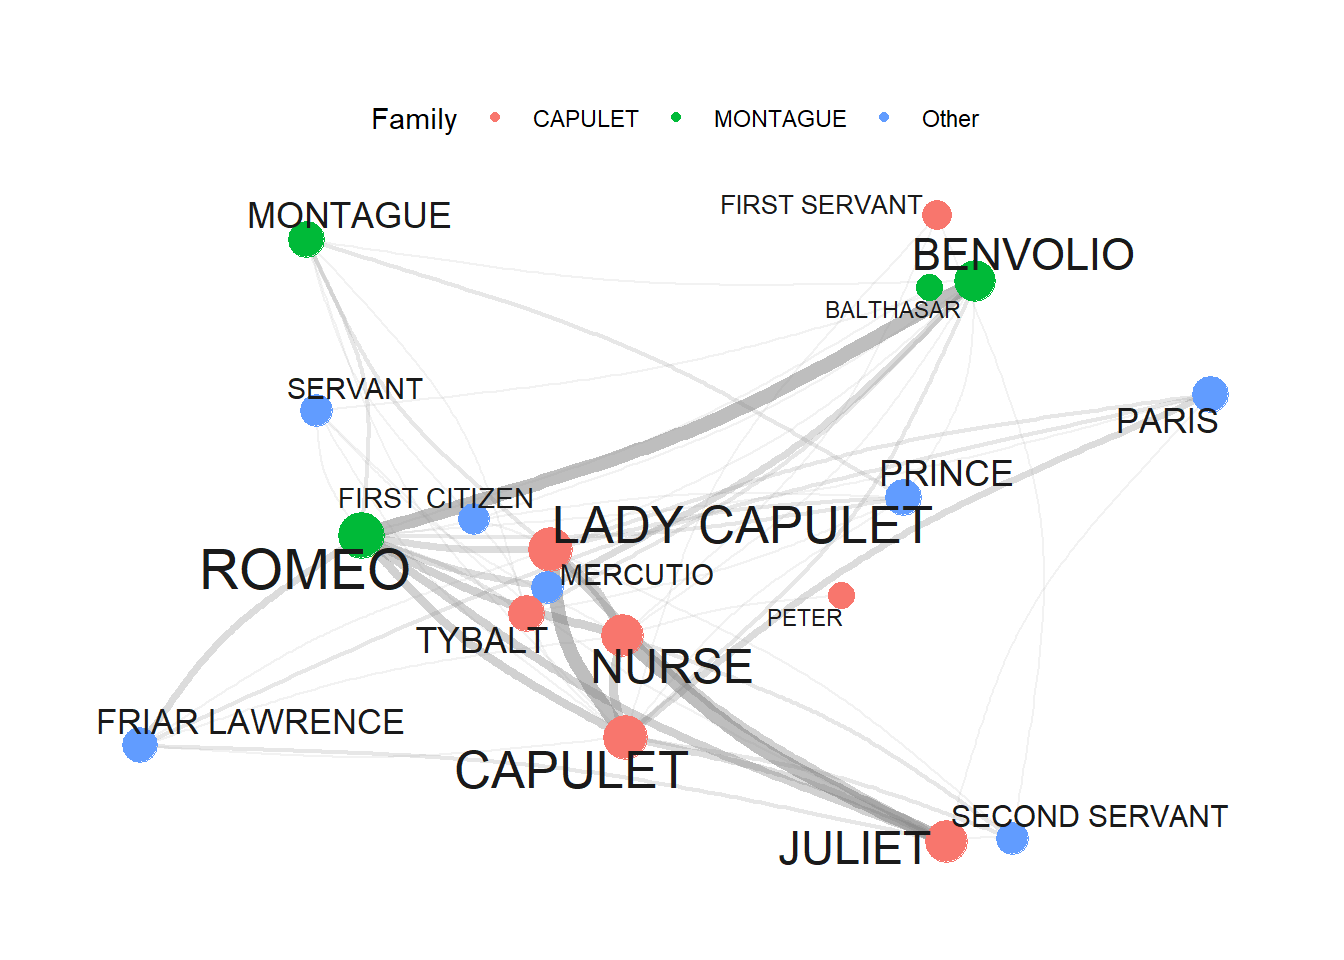 Family CAPULET MONTAGUE Other
FIRST SERVANT
MONTAGUE
BENVOLIO
BALTHASAR
SERVANT
PARIS
PRINCE
FIRST CITIZEN
LADY CAPULET
ROMEO
MERCUTIO
PETER
TYBALT
NURSE
FRIAR LAWRENCE
CAPULET
SECOND SERVANT
JULIET